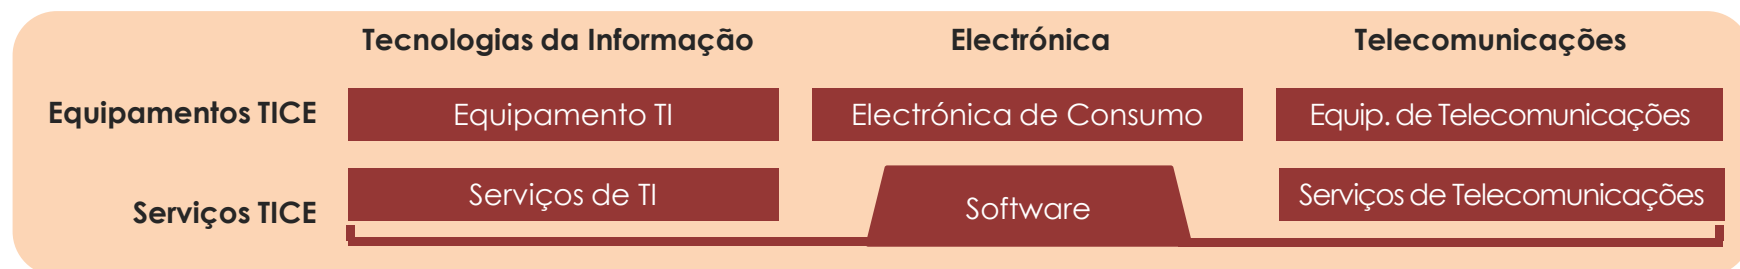 Tecnologias da Informação Electrónica Telecomunicações
Equipamentos TICE Equipamento TI Electrónica de Consumo Equip. de Telecomunicações
Serviços TICE Serviços de TI Software Serviços de Telecomunicações